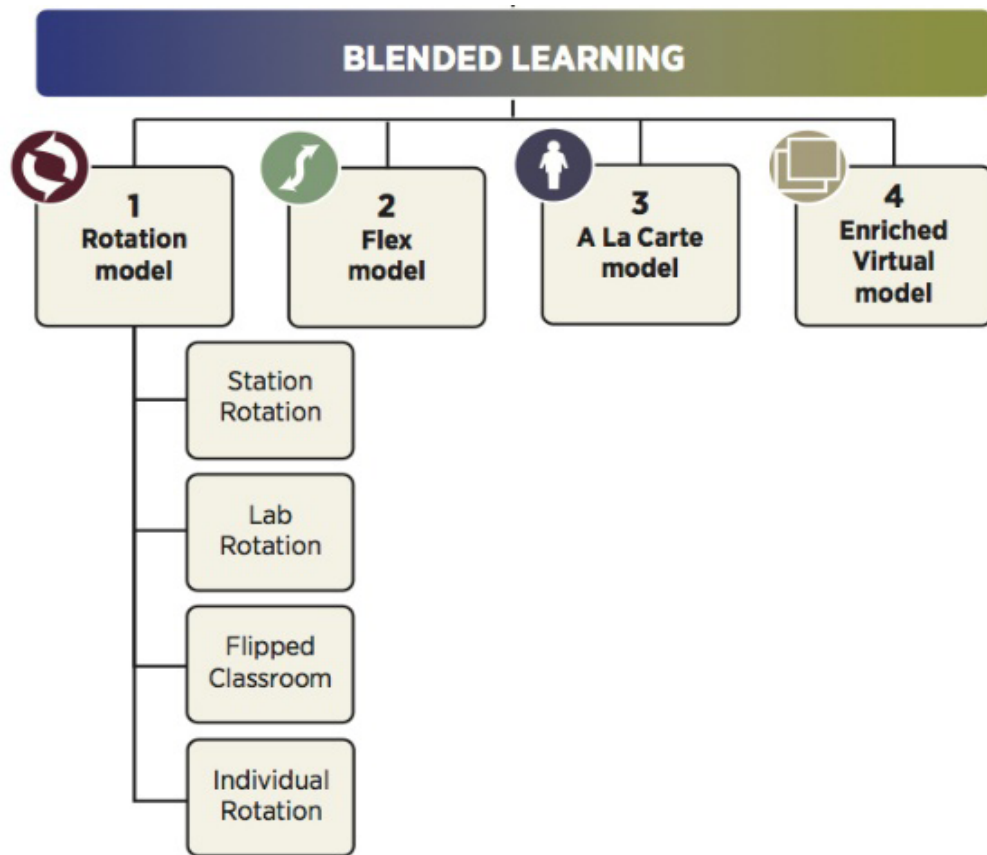 BLENDED LEARNING
1
Rotation
model
2
Flex
model
3
A La Carte
model
4
Enriched
Virtual
model
Station
Rotation
Lab
Rotation
Flipped
Classroom
Individual
Rotation